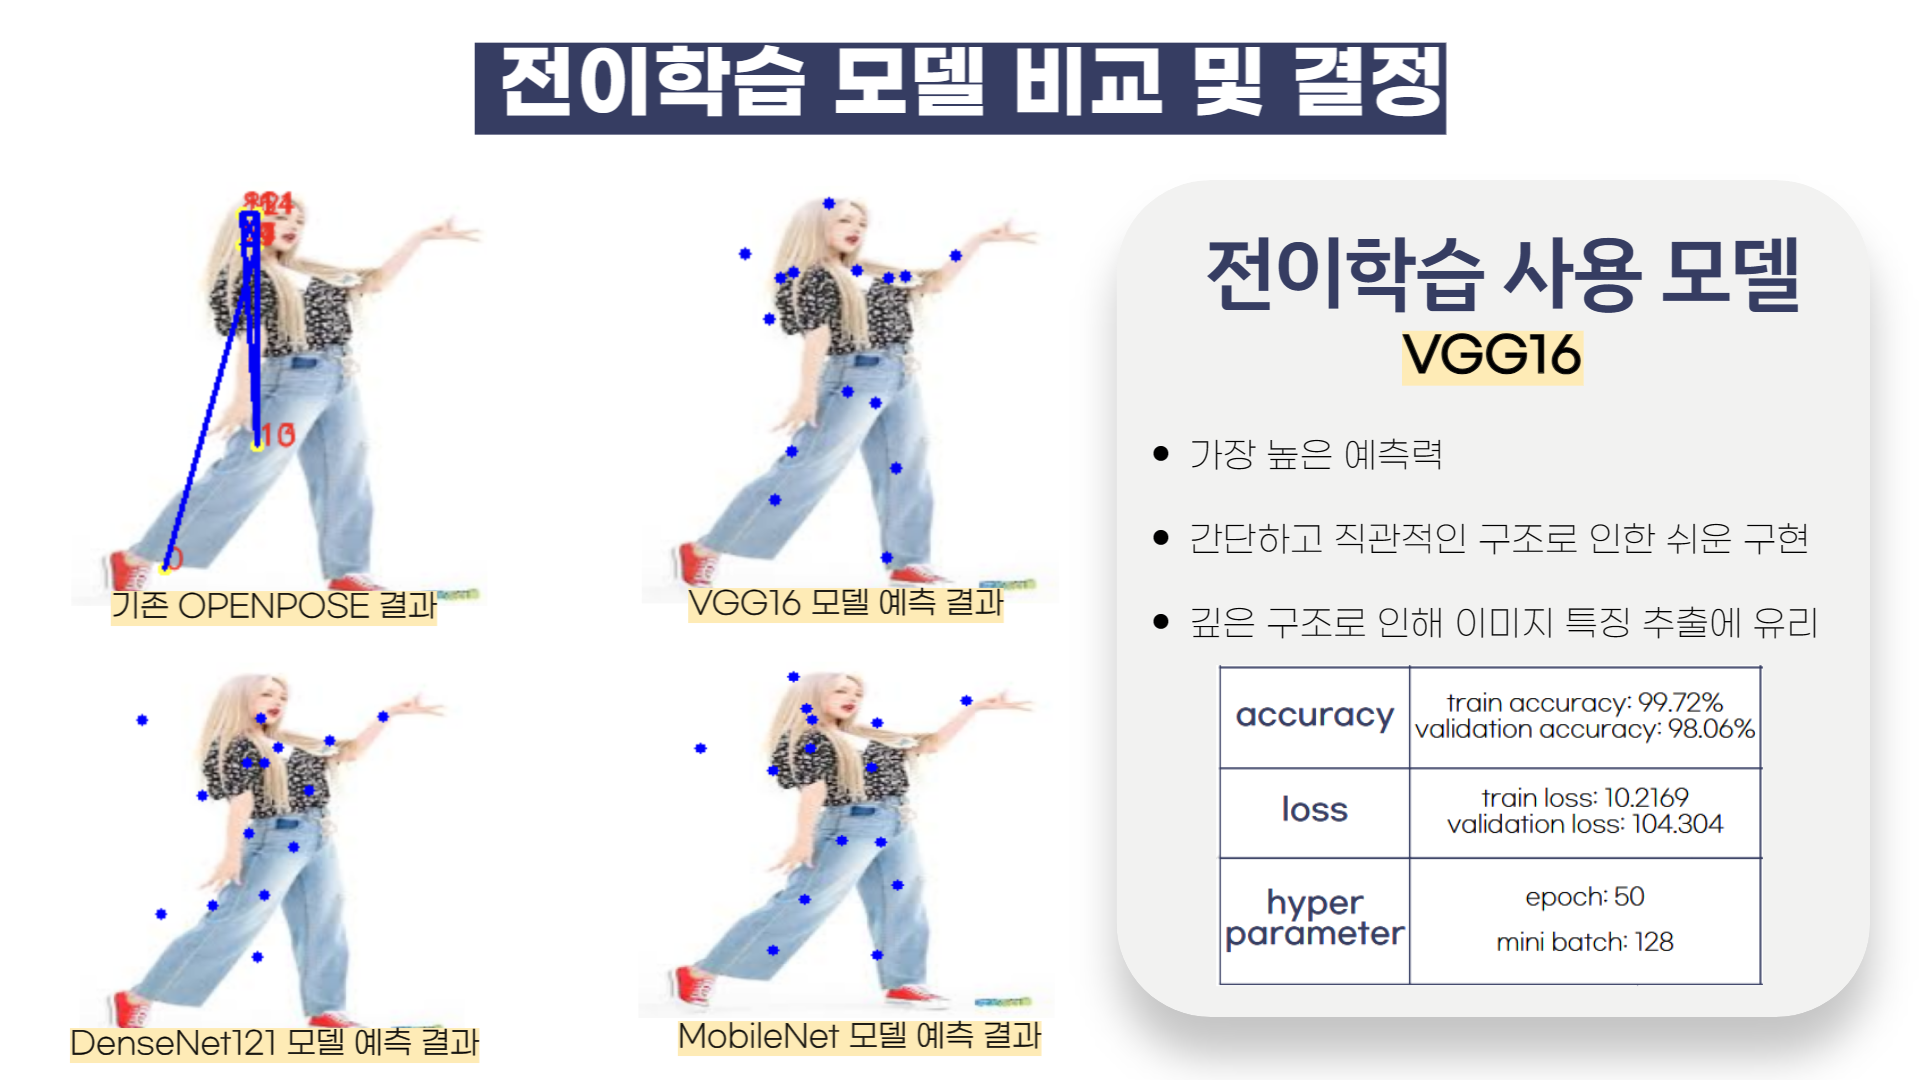 전이학습 모델 비교 및 결정
기존 OPENPOSE 결과
VGG16 모델 예측 결과
DenseNet121 모델 예측 결과
MobileNet 모델 예측 결과
전이학습 사용 모델
VGG16
• 가장 높은 예측력
• 간단하고 직관적인 구조로 인한 쉬운 구현
• 깊은 구조로 인해 이미지 특징 추출에 유리
accuracy
train accuracy: 99.72%
validation accuracy: 98.06%
loss
train loss: 10.2169
validation loss: 104.304
hyper
parameter
epoch: 50
mini batch: 128